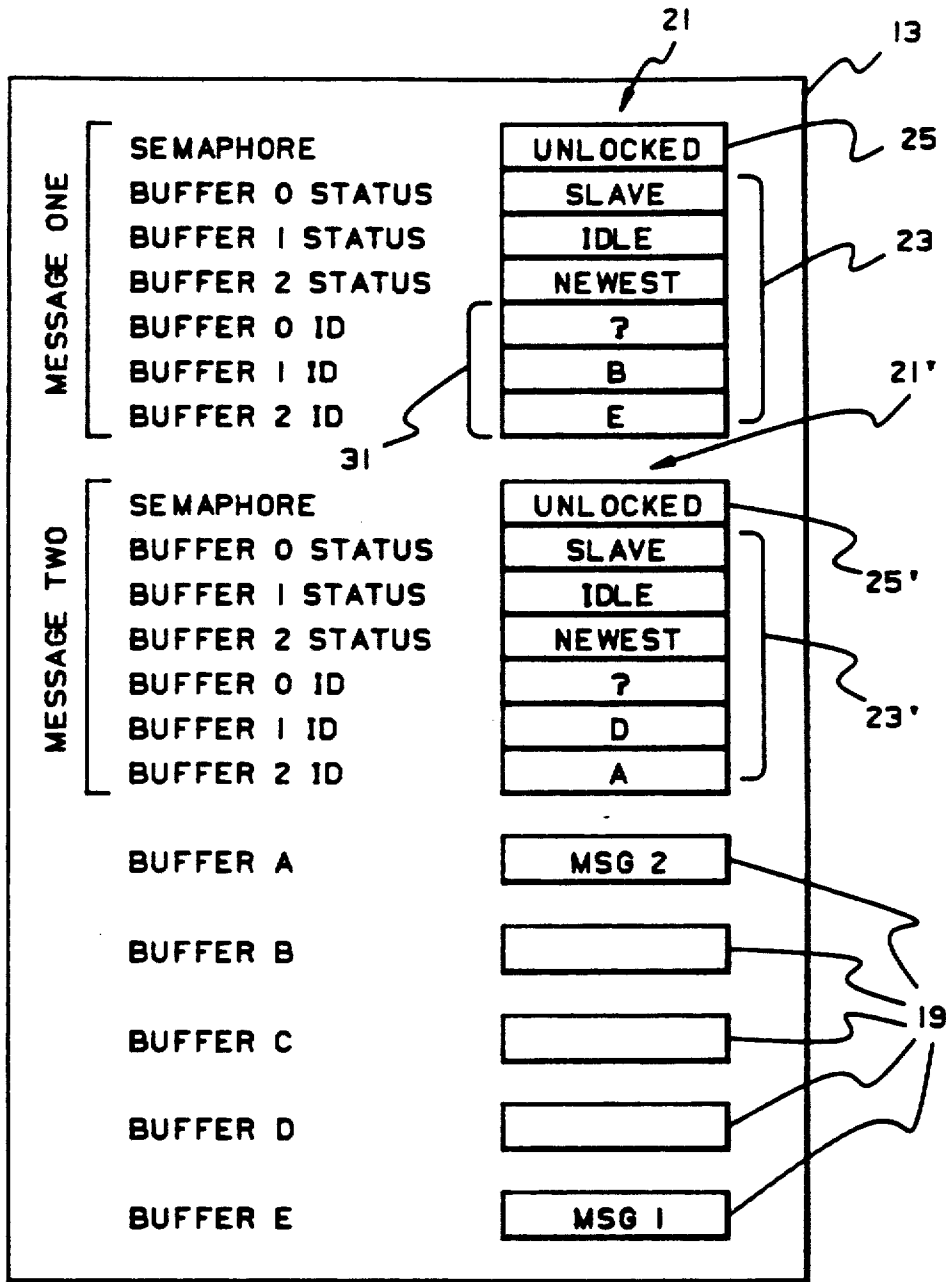 21
13
MESSAGE ONE
SEMAPHORE UNLOCKED 25
BUFFER 0 STATUS SLAVE
BUFFER 1 STATUS IDLE 23
BUFFER 2 STATUS NEWEST
BUFFER 0 ID ?
BUFFER 1 ID B 21'
BUFFER 2 ID E
31
MESSAGE TWO
SEMAPHORE UNLOCKED
BUFFER 0 STATUS SLAVE 25'
BUFFER 1 STATUS IDLE
BUFFER 2 STATUS NEWEST
BUFFER 0 ID ?
BUFFER 1 ID D 23'
BUFFER 2 ID A
BUFFER A MSG 2
BUFFER B
BUFFER C 19
BUFFER D
BUFFER E MSG 1